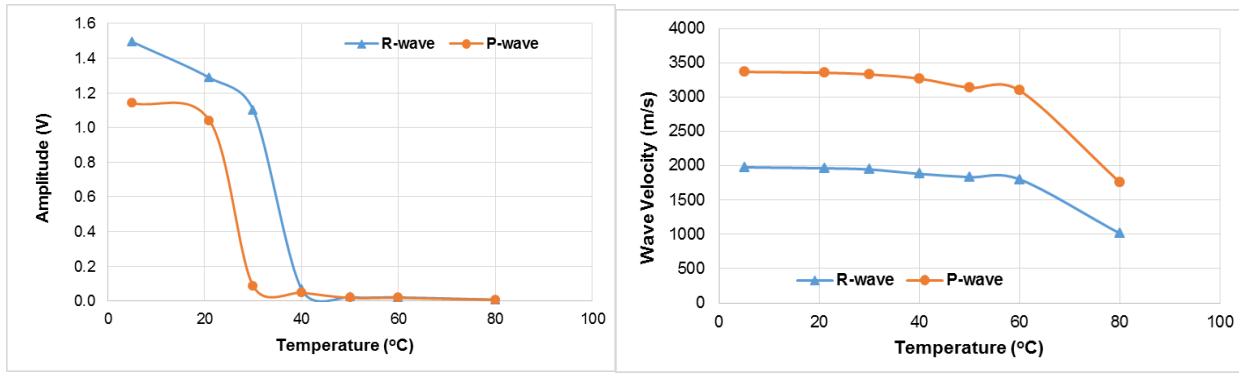 1.6
1.4
1.2
1.0
0.8
0.6
0.4
0.2
0.0
Amplitude (V)
R-wave P-wave
0 20 40 60 80 100
Temperature (°C)
4000
3500
3000
2500
2000
1500
1000
500
0
Wave Velocity (m/s)
R-wave P-wave
0 20 40 60 80 100
Temperature (°C)